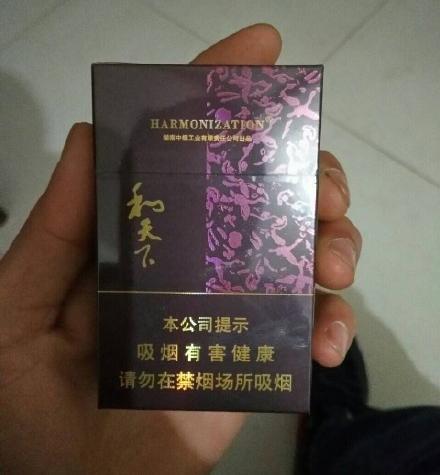 HARMONIZATION
湖南中烟工业有限责任公司出品
和天下
本公司提示
吸烟有害健康
请勿在禁烟场所吸烟